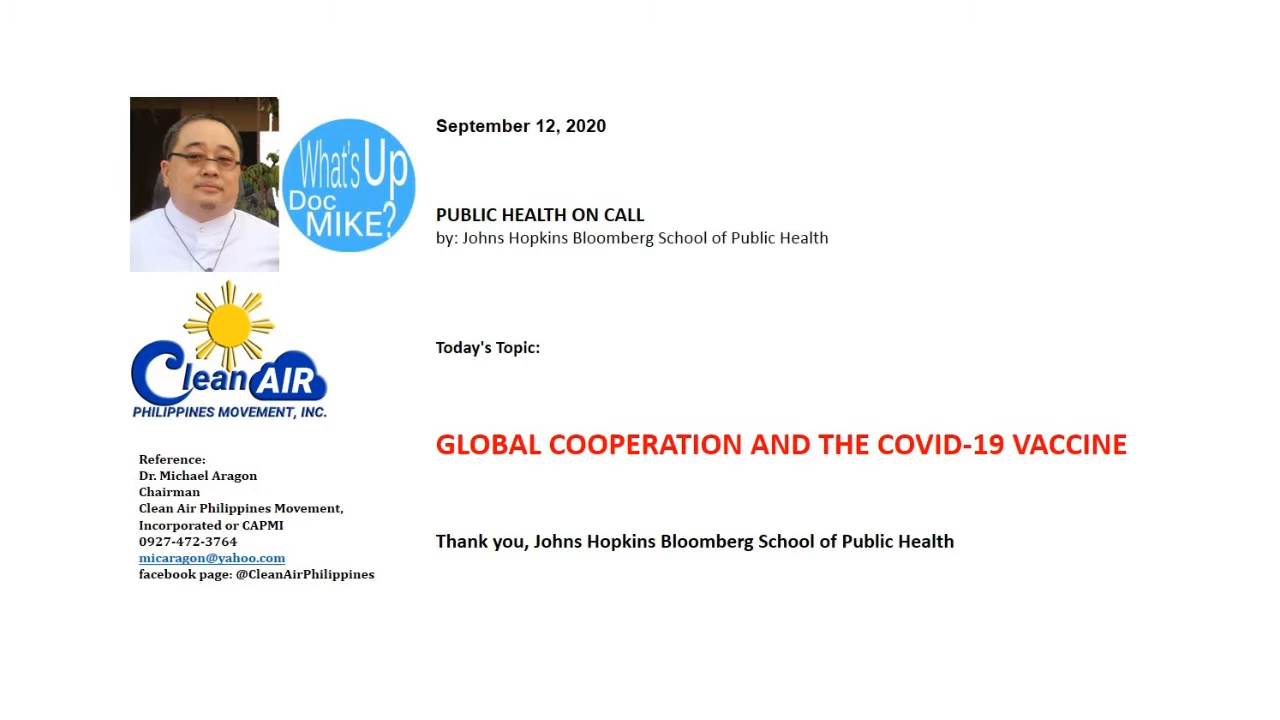 What's Up
Doc
MIKE?
Clean AIR
PHILIPPINES MOVEMENT, INC.
Reference:
Dr. Michael Aragon
Chairman
Clean Air Philippines Movement,
Incorporated or CAPMI
0927-472-3764
micaragon@yahoo.com
facebook page: @CleanAirPhilippines
September 12, 2020
PUBLIC HEALTH ON CALL
by: Johns Hopkins Bloomberg School of Public Health
Today's Topic:
GLOBAL COOPERATION AND THE COVID-19 VACCINE
Thank you, Johns Hopkins Bloomberg School of Public Health